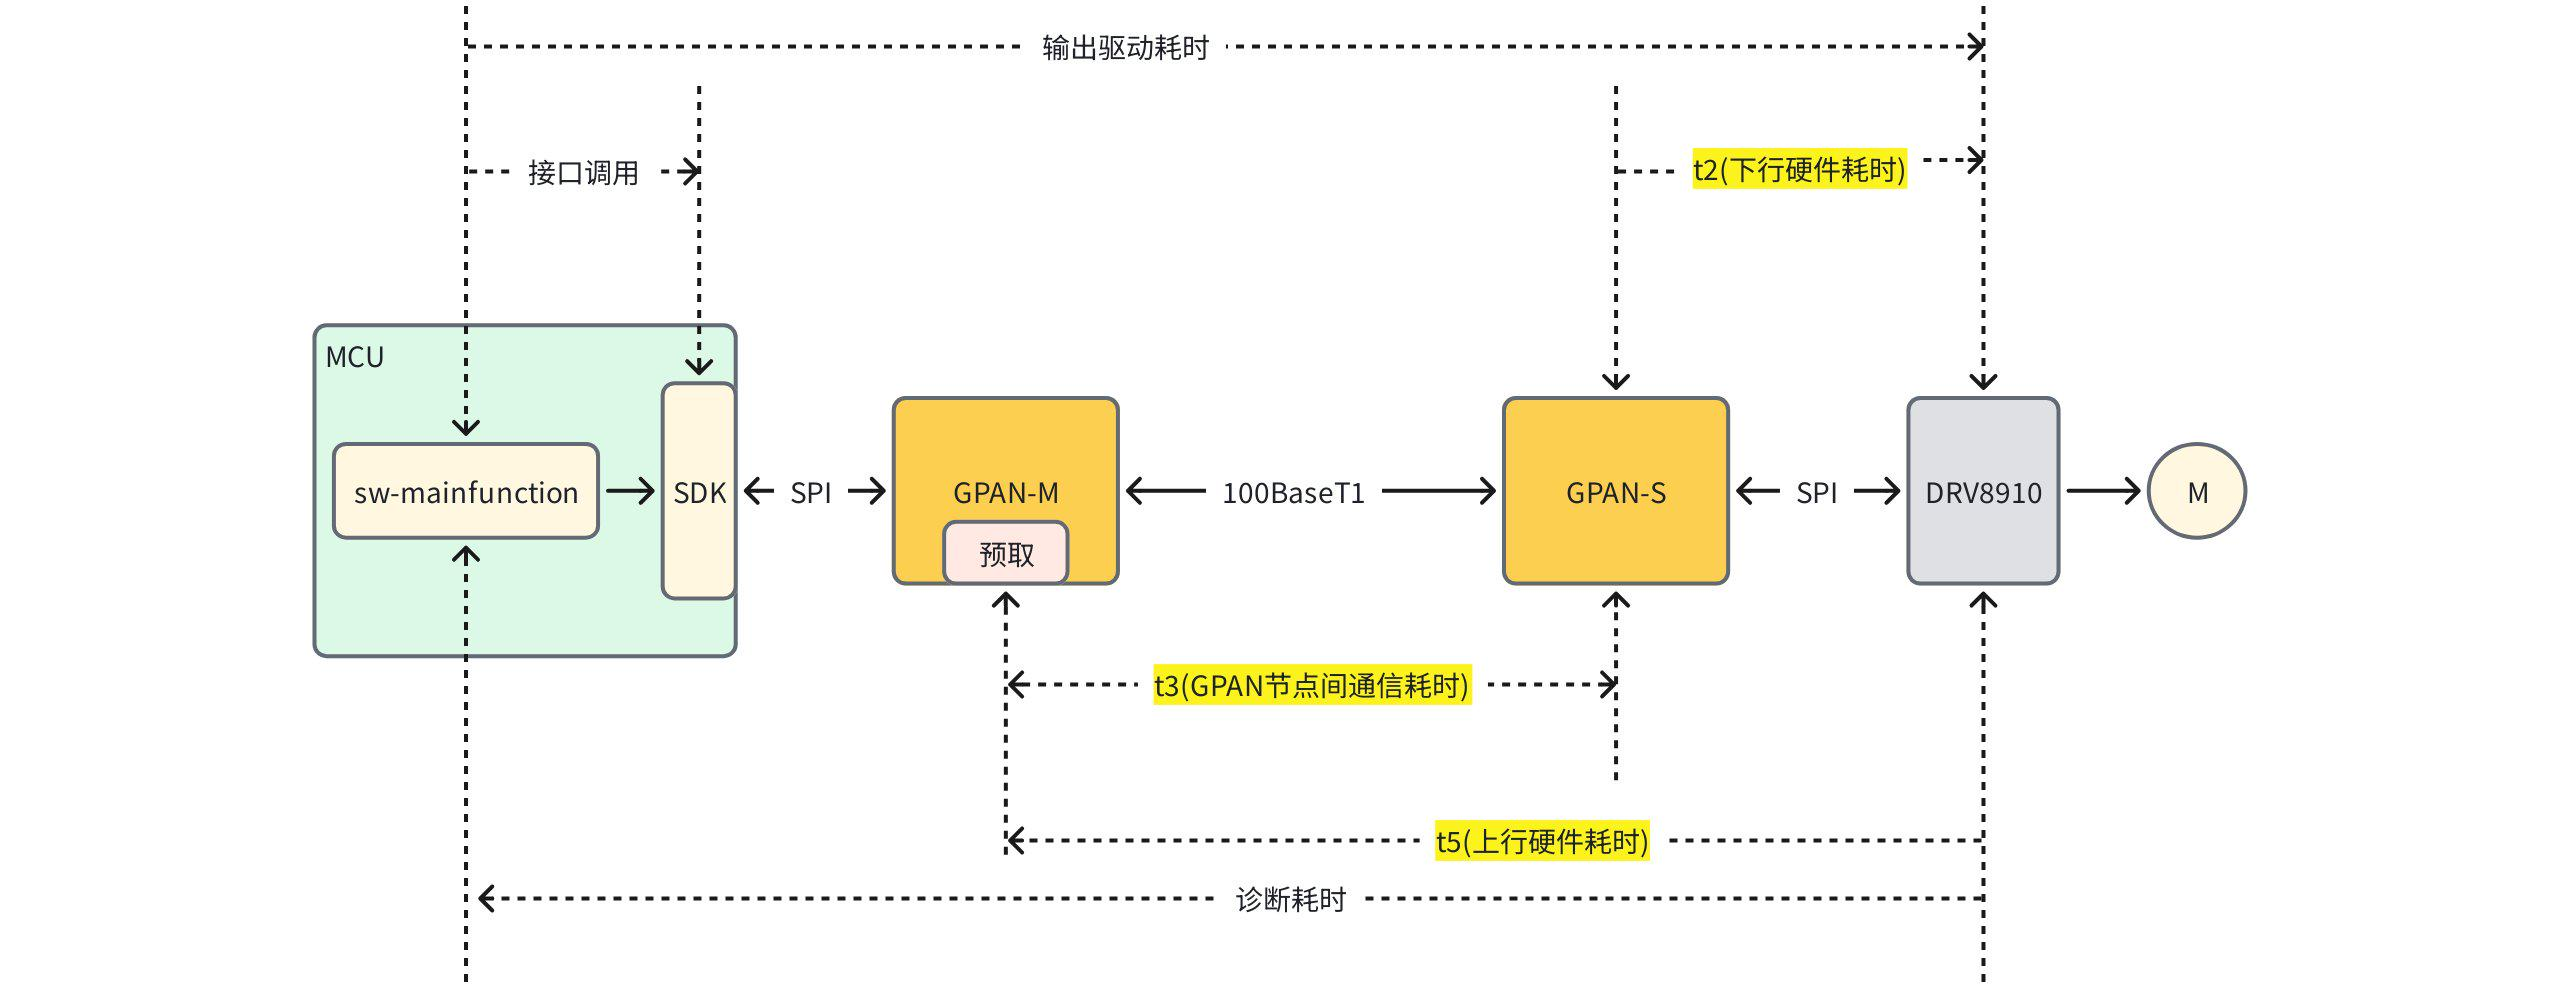 输出驱动耗时
接口调用
t2(下行硬件耗时)
MCU
sw-mainfunction
SDK
SPI
GPAN-M
预取
100BaseT1
GPAN-S
SPI
DRV8910
M
t3(GPAN节点间通信耗时)
t5(上行硬件耗时)
诊断耗时